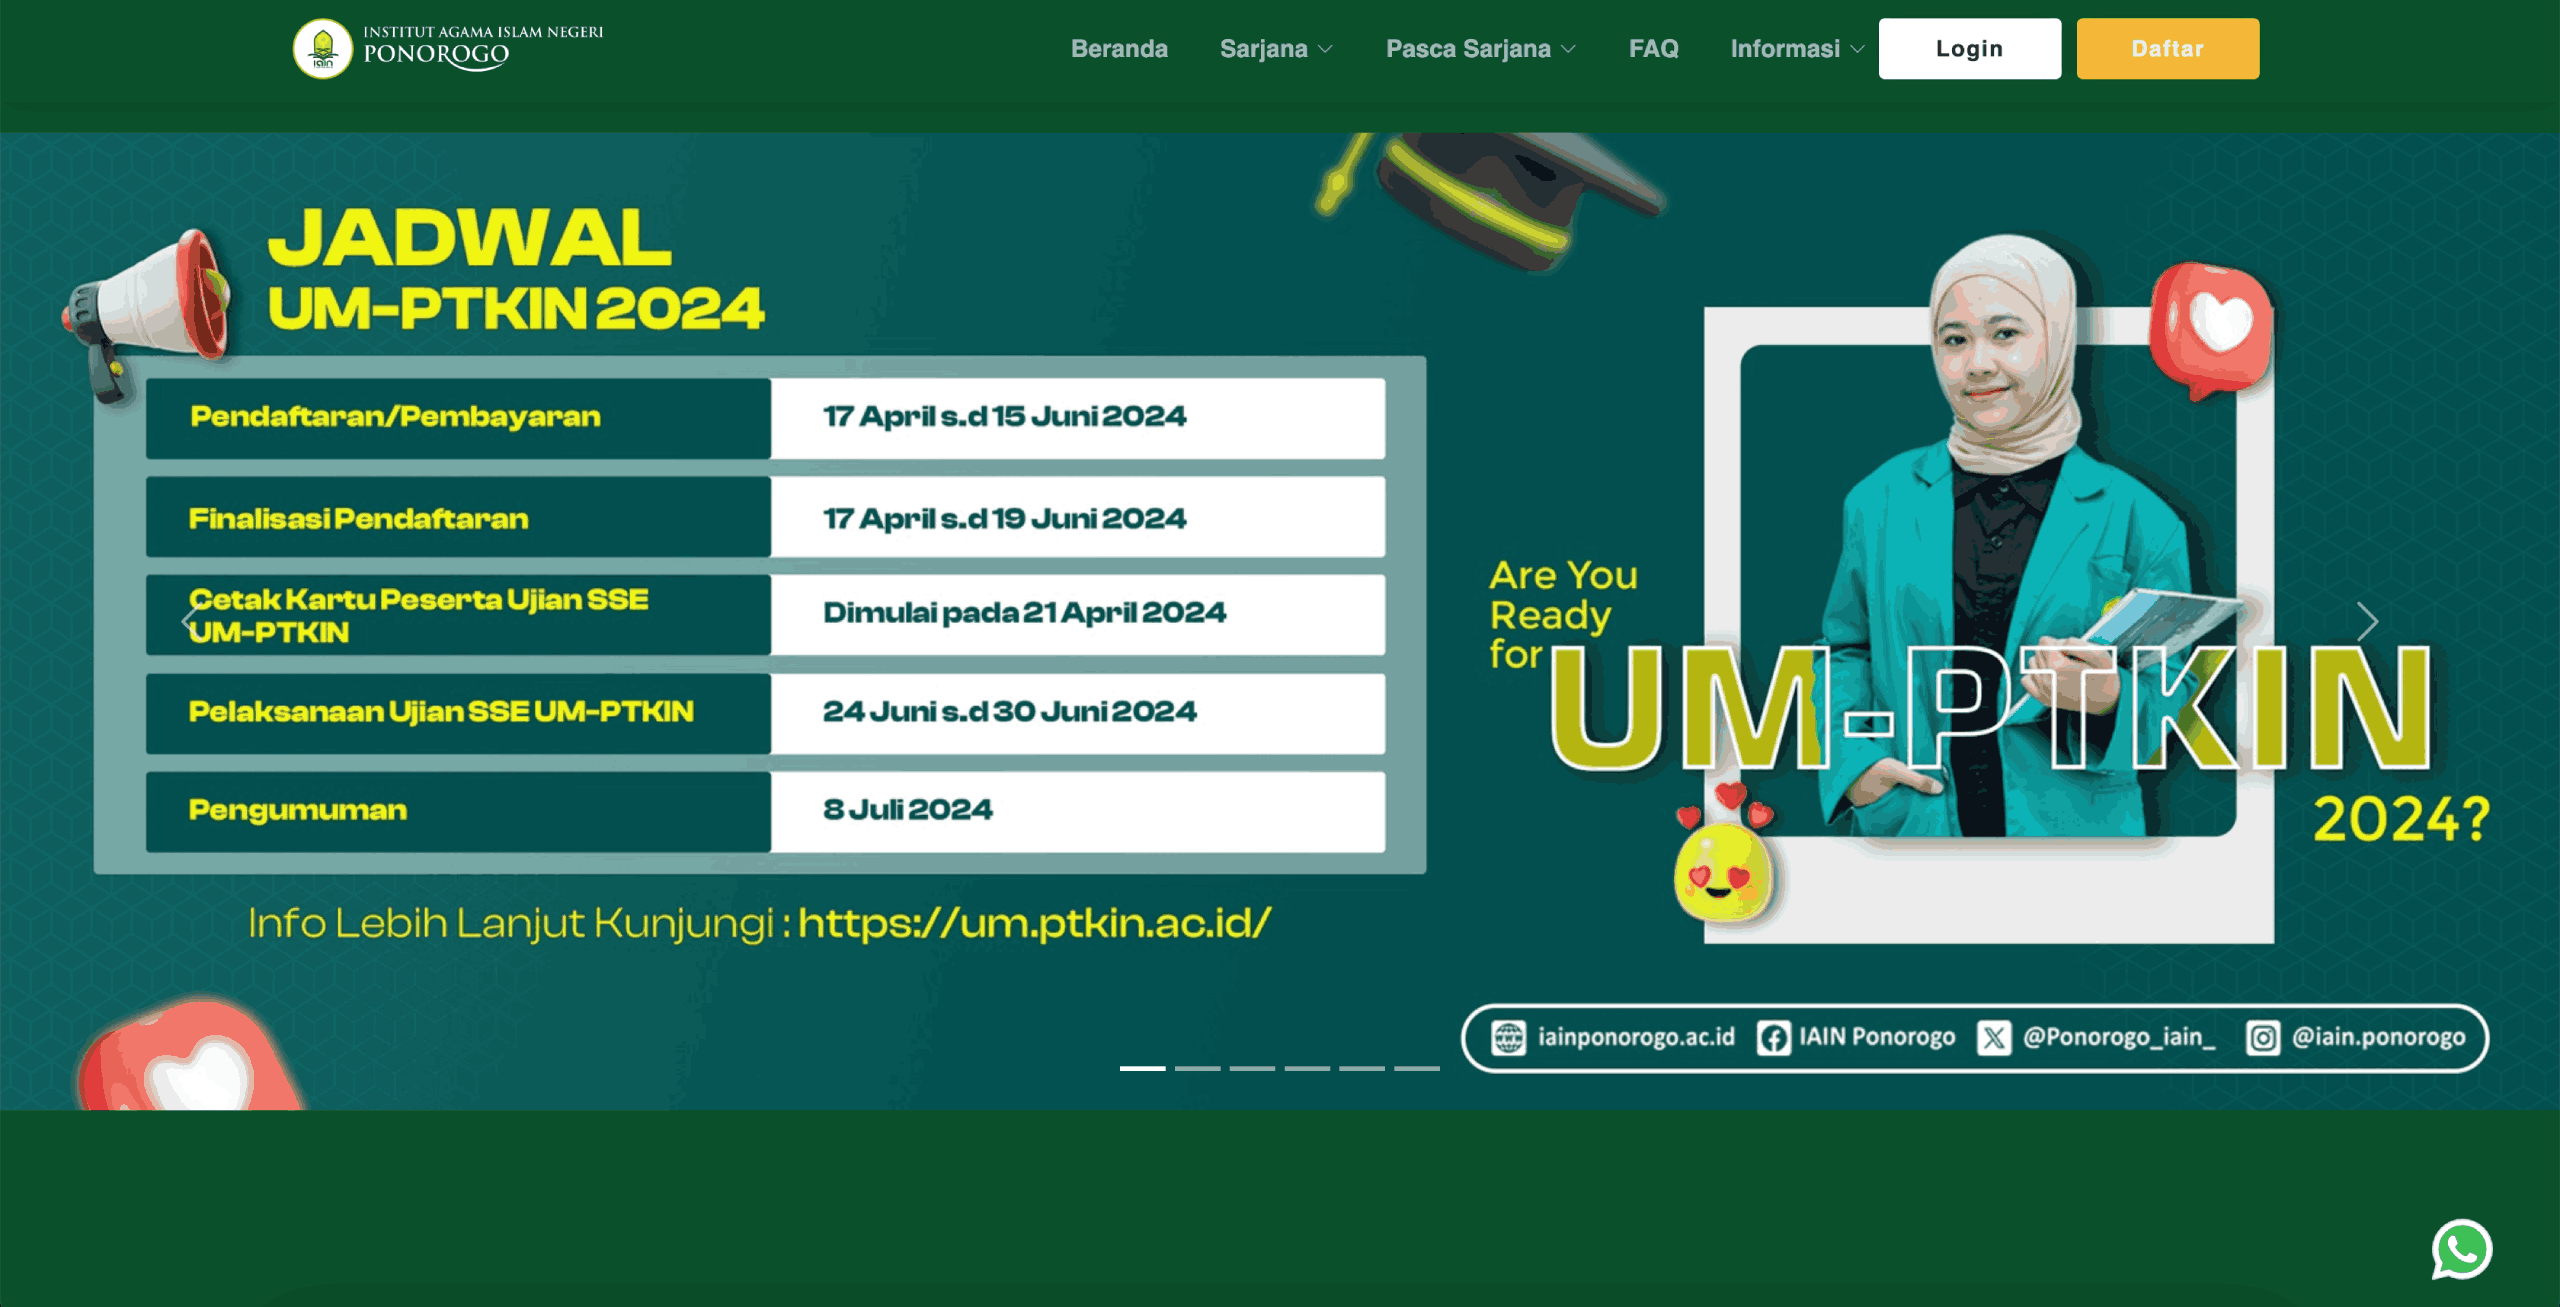 INSTITUT AGAMA ISLAM NEGERI
PONOROGO
iain
Beranda
Sarjana
Pasca Sarjana
FAQ
Informasi
Login
Daftar
JADWAL
UM-PTKIN 2024
Pendaftaran/Pembayaran
17 April s.d 15 Juni 2024
Finalisasi Pendaftaran
17 April s.d 19 Juni 2024
Cetak Kartu Peserta Ujian SSE
UM-PTKIN
Dimulai pada 21 April 2024
Pelaksanaan Ujian SSE UM-PTKIN
24 Juni s.d 30 Juni 2024
Pengumuman
8 Juli 2024
Info Lebih Lanjut Kunjungi : https://um.ptkin.ac.id/
Are You
Ready
for
UM-PTKIN
2024?
iainponorogo.ac.id
IAIN Ponorogo
@Ponorogo_iain_
@iain.ponorogo